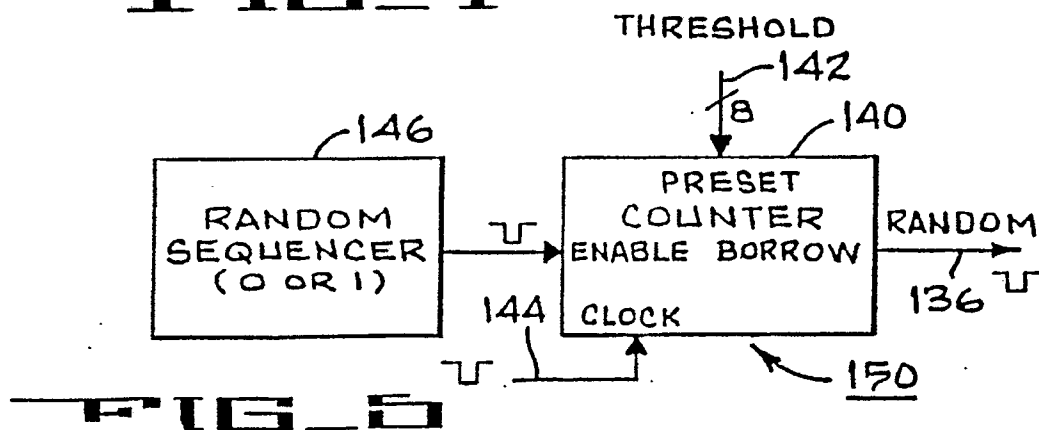 THRESHOLD
142
8
146
140
PRESET
COUNTER
ENABLE BORROW
CLOCK
RANDOM
SEQUENCER
(0 OR 1)
RANDOM
136
144
150